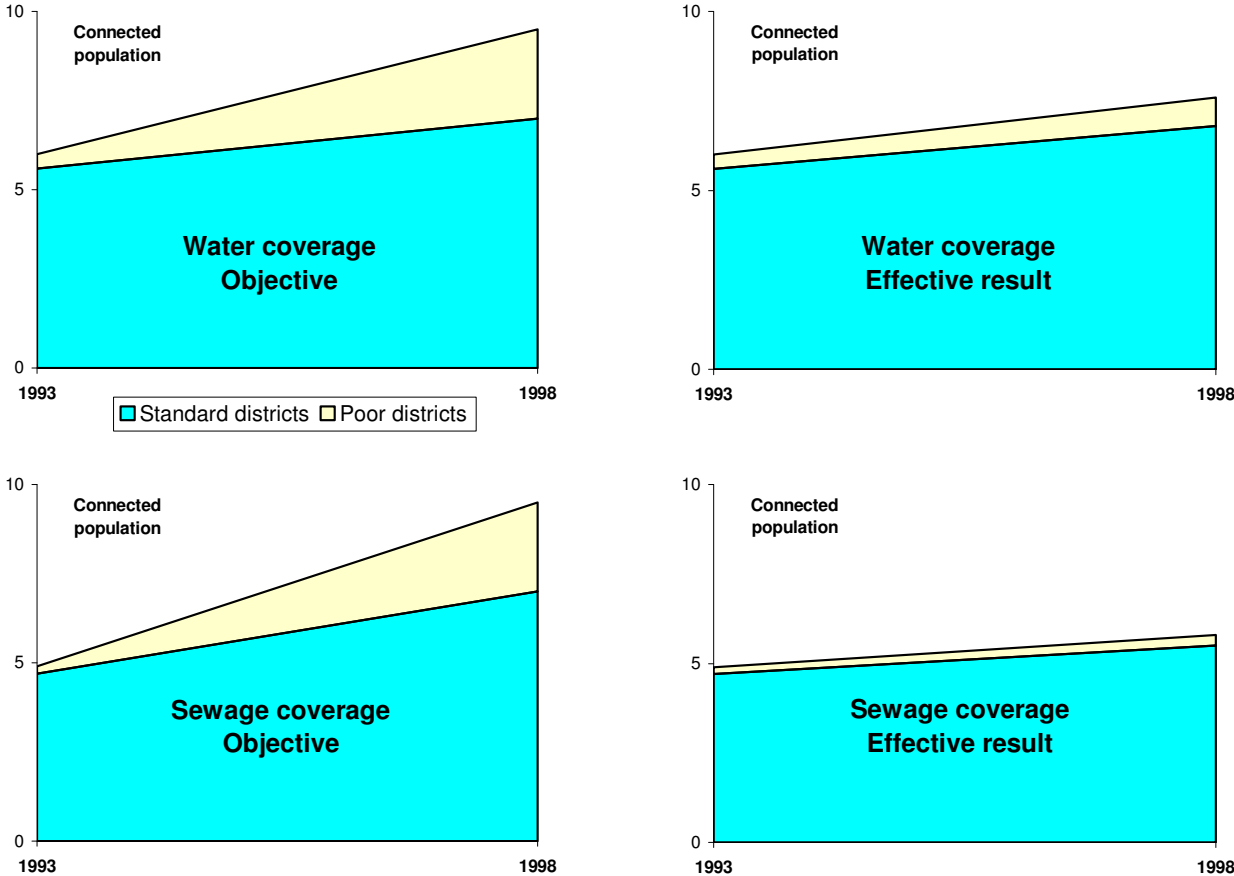 10
Connected
population
5
Water coverage
Objective
0
1993
1998
10
Connected
population
5
Water coverage
Effective result
0
1993
1998
Standard districts Poor districts
10
Connected
population
5
Sewage coverage
Objective
0
1993
1998
10
Connected
population
5
Sewage coverage
Effective result
0
1993
1998